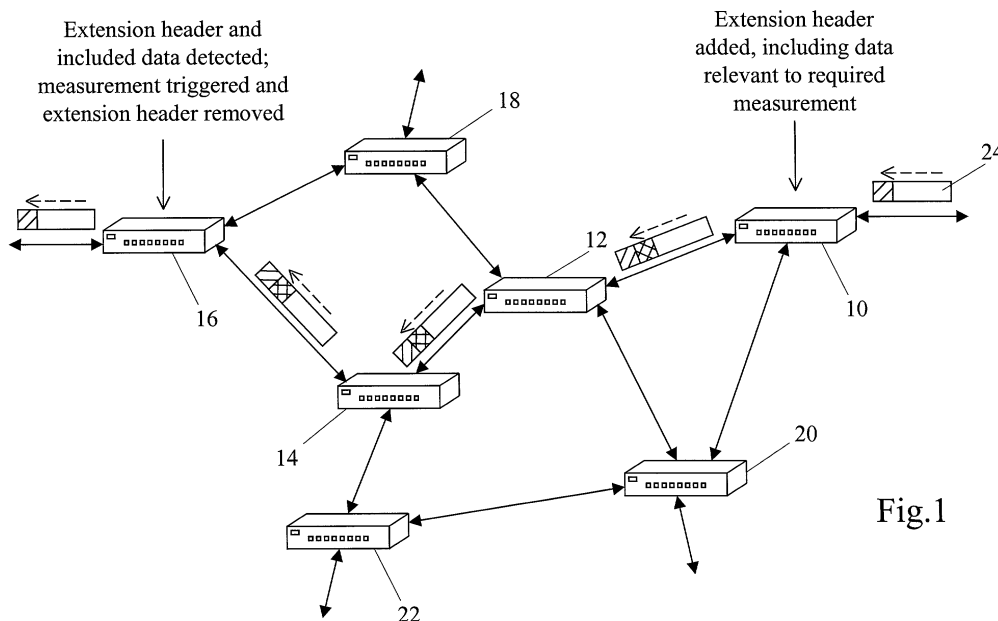 Extension header and
included data detected;
measurement triggered and
extension header removed
Extension header
added, including data
relevant to required
measurement
18
24
12
16
10
14
20
22
Fig.1